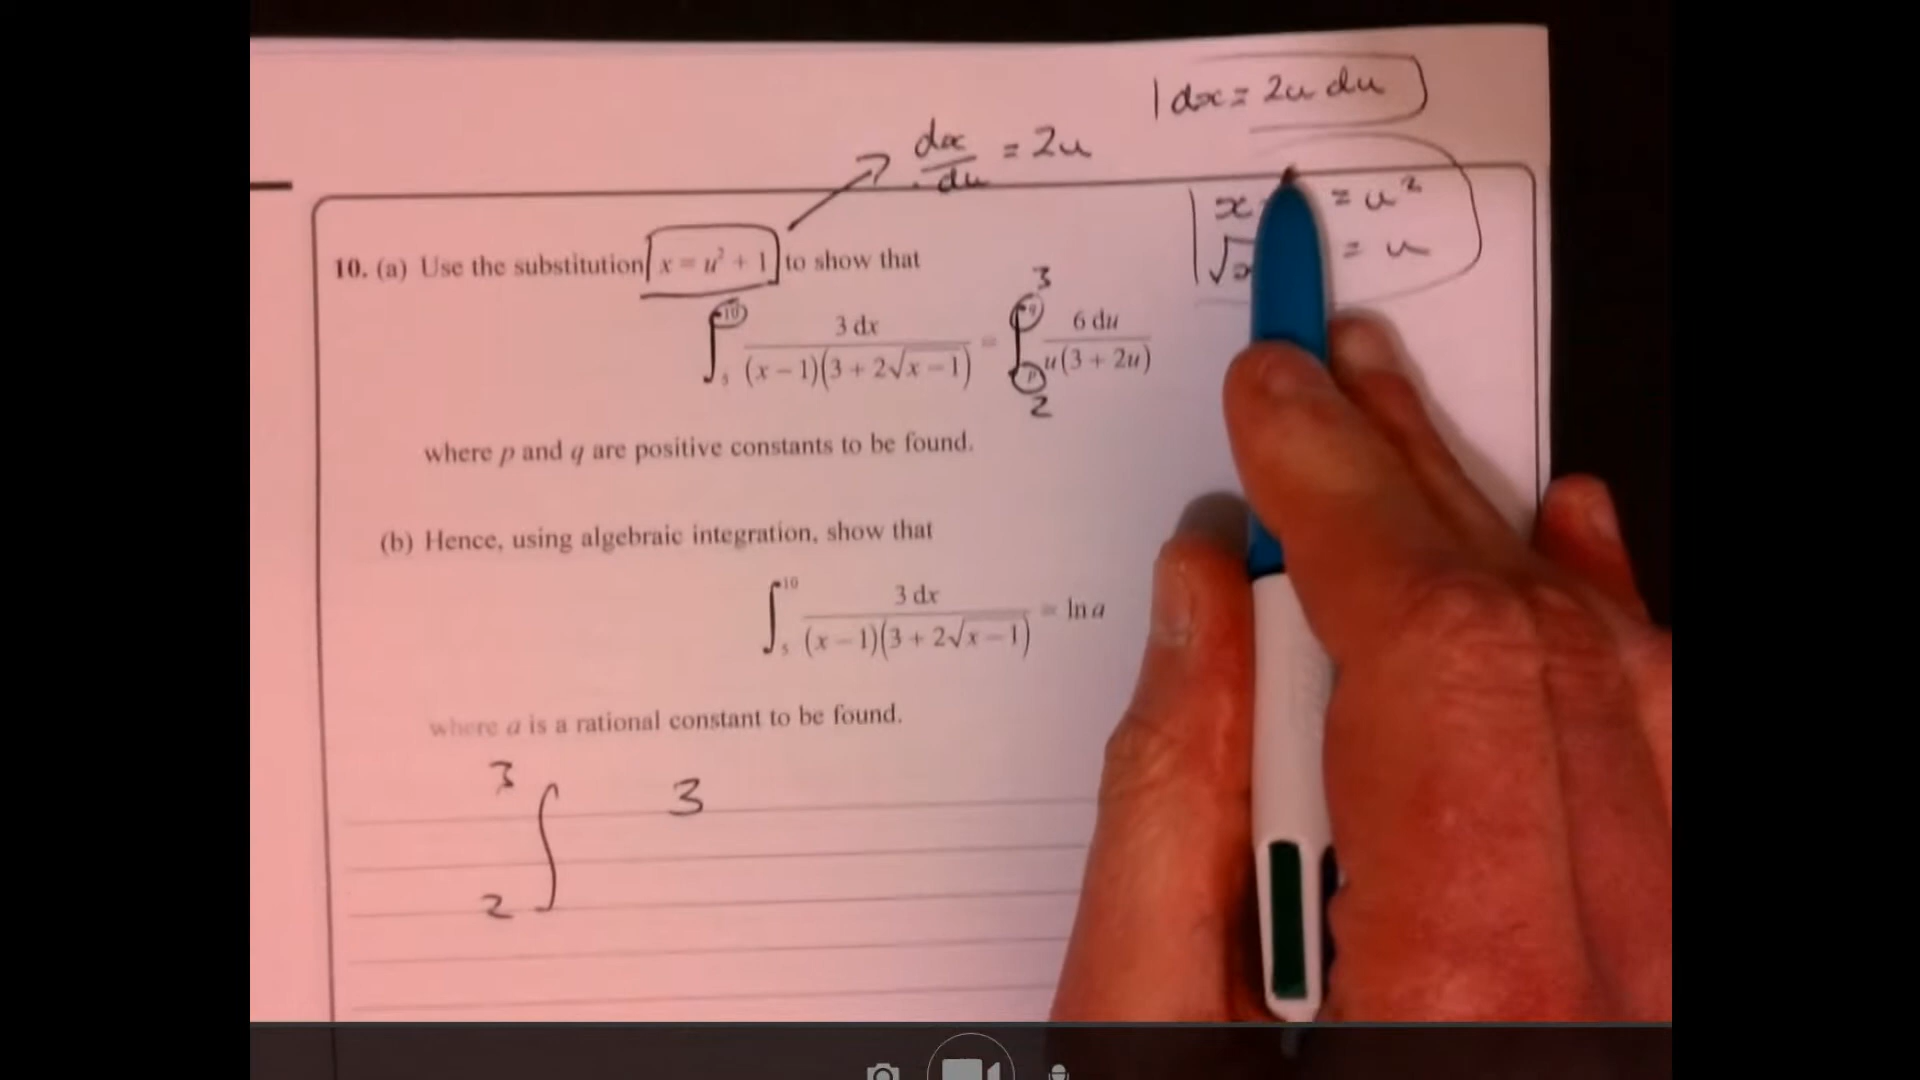 dx = 2u du
dx/du = 2u
x = u²
= u
10. (a) Use the substitution x = u² + 1 to show that
3
∫₅¹⁰ 3 dx / (x − 1)(3 + 2√x − 1) = ∫ₚ^q 6 du / u(3 + 2u)
2
where p and q are positive constants to be found.
(b) Hence, using algebraic integration, show that
∫₅¹⁰ 3 dx / (x − 1)(3 + 2√x − 1) = ln a
where a is a rational constant to be found.
3 3
∫
2